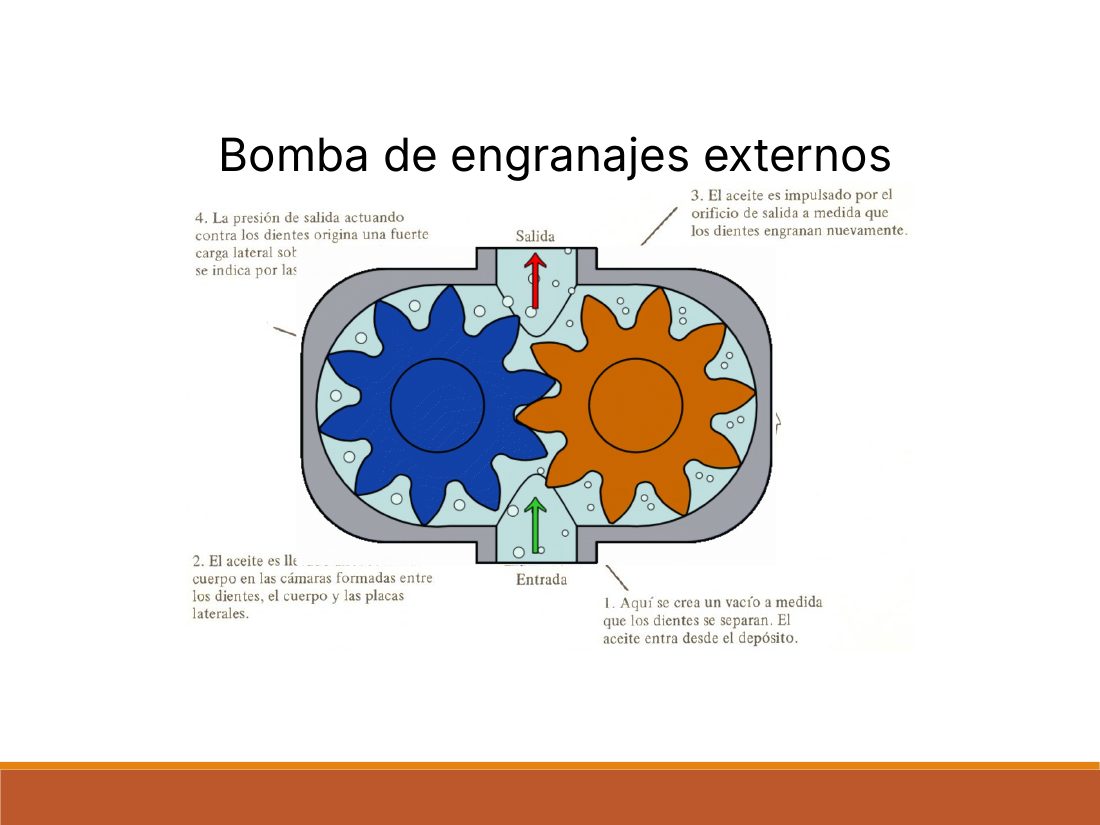 Bomba de engranajes externos
3. El aceite es impulsado por el
orificio de salida a medida que
los dientes engranan nuevamente.
4. La presión de salida actuando
contra los dientes origina una fuerte
carga lateral
se indica por
Salida
2. El aceite es
cuerpo en las cámaras formadas entre
los dientes, el cuerpo y las placas
laterales.
Entrada
1. Aquí se crea un vacío a medida
que los dientes se separan. El
aceite entra desde el depósito.